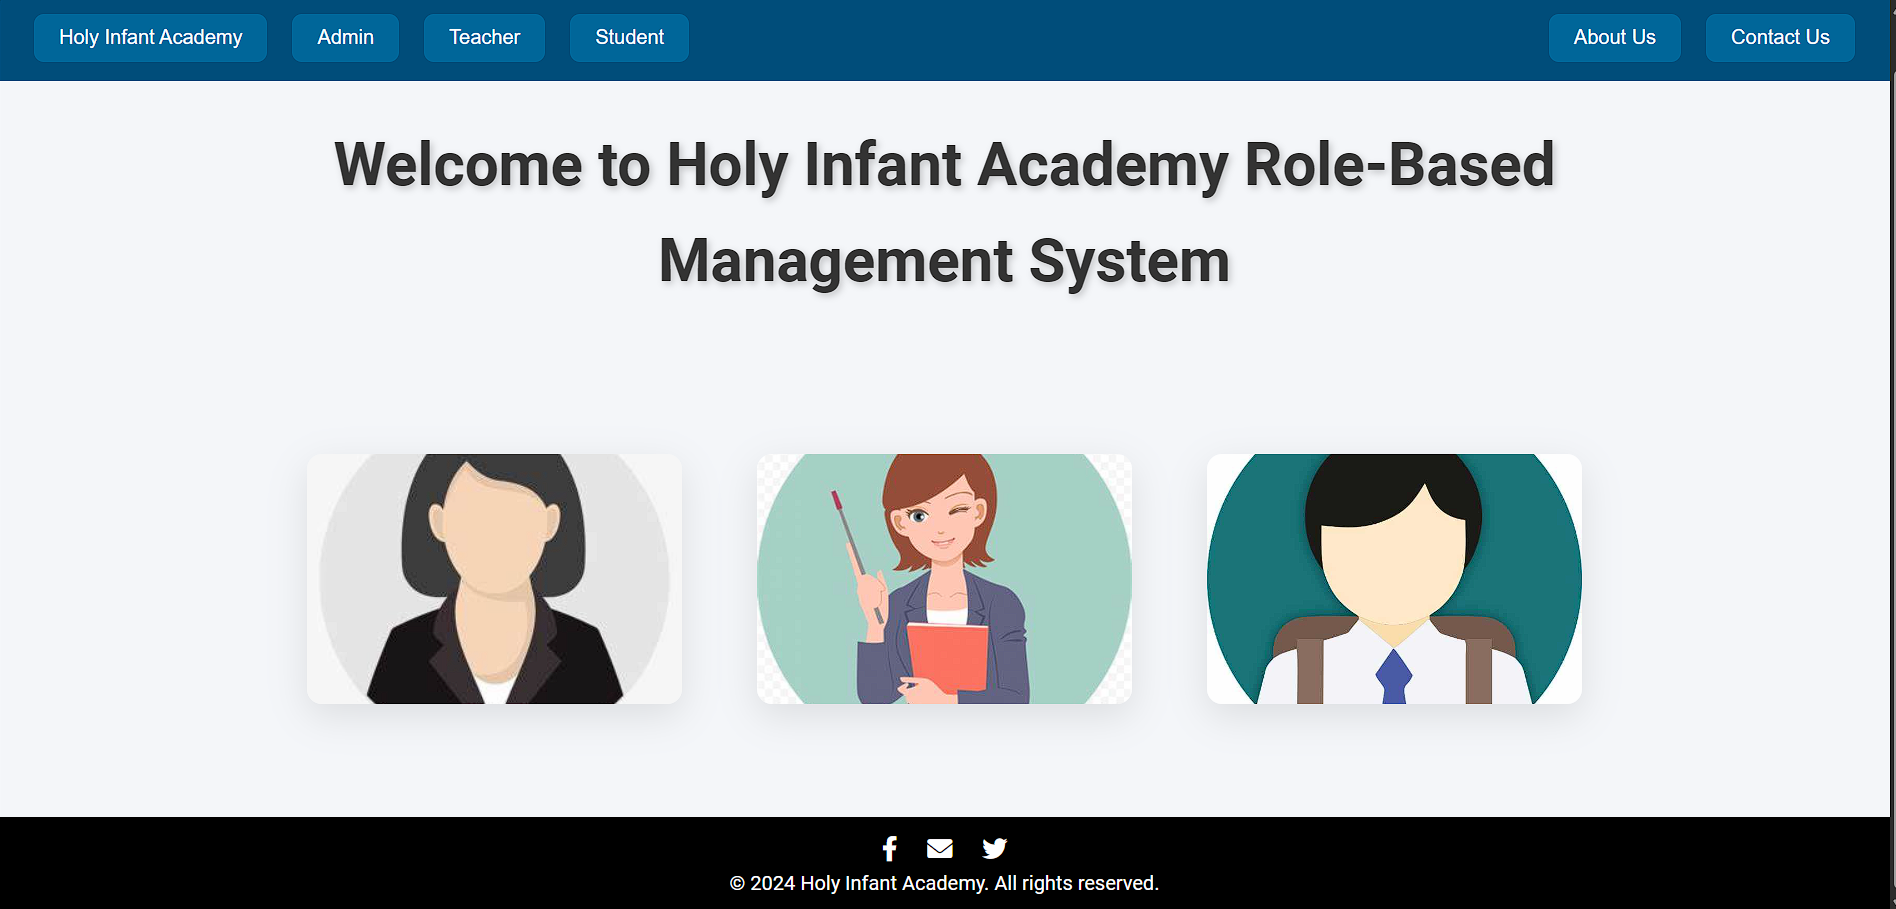 Holy Infant Academy Admin Teacher Student About Us Contact Us
Welcome to Holy Infant Academy Role-Based
Management System
© 2024 Holy Infant Academy. All rights reserved.